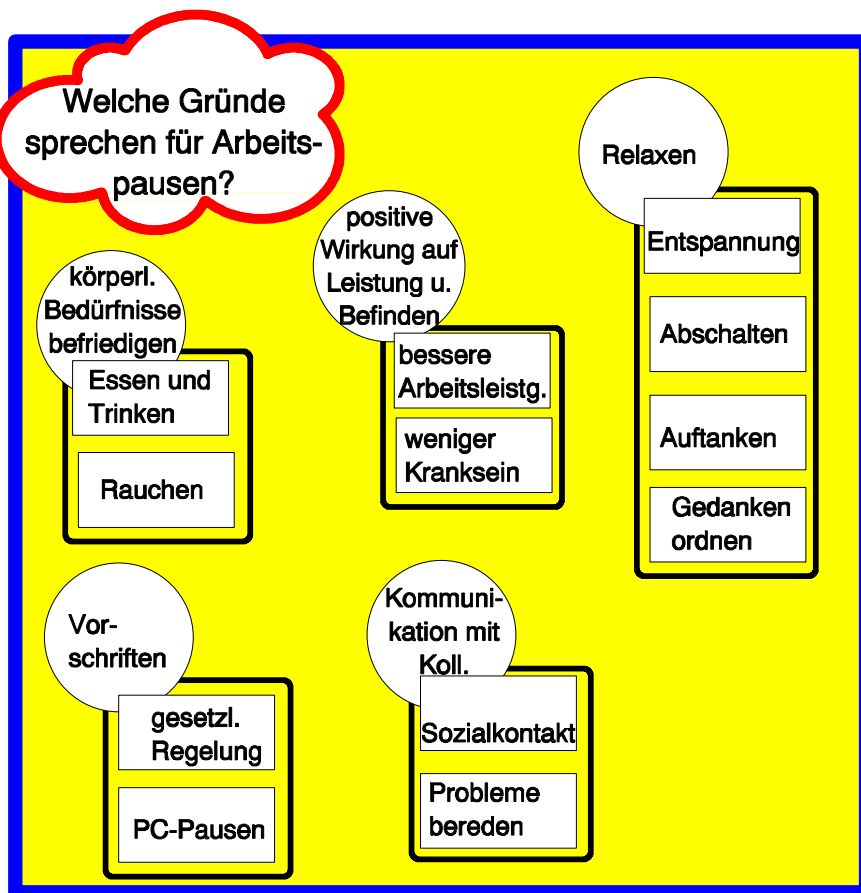 Welche Gründe
sprechen für Arbeits-
pausen?
körperl.
Bedürfnisse
befriedigen
Essen und
Trinken
Rauchen
positive
Wirkung auf
Leistung u.
Befinden
bessere
Arbeitsleistg.
weniger
Kranksein
Relaxen
Entspannung
Abschalten
Auftanken
Gedanken
ordnen
Vor-
schriften
gesetzl.
Regelung
PC-Pausen
Kommuni-
kation mit
Koll.
Sozialkontakt
Probleme
bereden